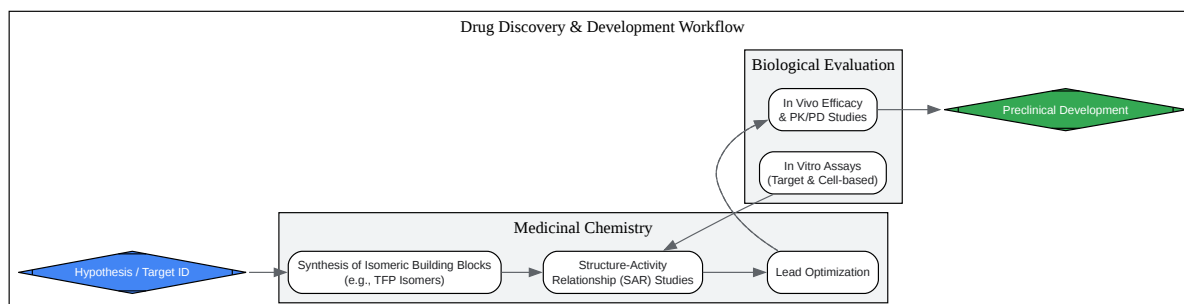 Drug Discovery & Development Workflow
Biological Evaluation
In Vivo Efficacy
& PK/PD Studies
Preclinical Development
In Vitro Assays
(Target & Cell-based)
Medicinal Chemistry
Hypothesis / Target ID
Synthesis of Isomeric Building Blocks
(e.g., TFP Isomers)
Structure-Activity
Relationship (SAR) Studies
Lead Optimization